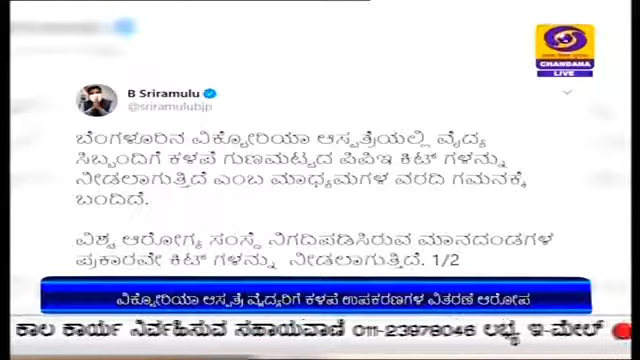 CHANDANA
LIVE
B Sriramulu
@sriramulubjp
ಬೆಂಗಳೂರಿನ ವಿಕ್ಟೋರಿಯಾ ಆಸ್ಪತ್ರೆಯಲ್ಲಿ ವೈದ್ಯ
ಸಿಬ್ಬಂದಿಗೆ ಕಳಪೆ ಗುಣಮಟ್ಟದ ಪಿಪಿಇ ಕಿಟ್ ಗಳನ್ನು
ನೀಡಲಾಗುತ್ತಿದೆ ಎಂಬ ಮಾಧ್ಯಮಗಳ ವರದಿ ಗಮನಕ್ಕೆ
ಬಂದಿದೆ.
ವಿಶ್ವ ಆರೋಗ್ಯ ಸಂಸ್ಥೆ ನಿಗದಿಪಡಿಸಿರುವ ಮಾನದಂಡಗಳ
ಪ್ರಕಾರವೇ ಕಿಟ್ ಗಳನ್ನು ನೀಡಲಾಗುತ್ತಿದೆ. 1/2
ವಿಕ್ಟೋರಿಯಾ ಆಸ್ಪತ್ರೆ ವೈದ್ಯರಿಗೆ ಕಳಪೆ ಉಪಕರಣಗಳ ವಿತರಣೆ ಆರೋಪ
ಕಾಲ ಕಾರ್ಯ ನಿರ್ವಹಿಸುವ ಸಹಾಯವಾಣಿ 011-23978046 ಲಭ್ಯ ಇ-ಮೇಲ್